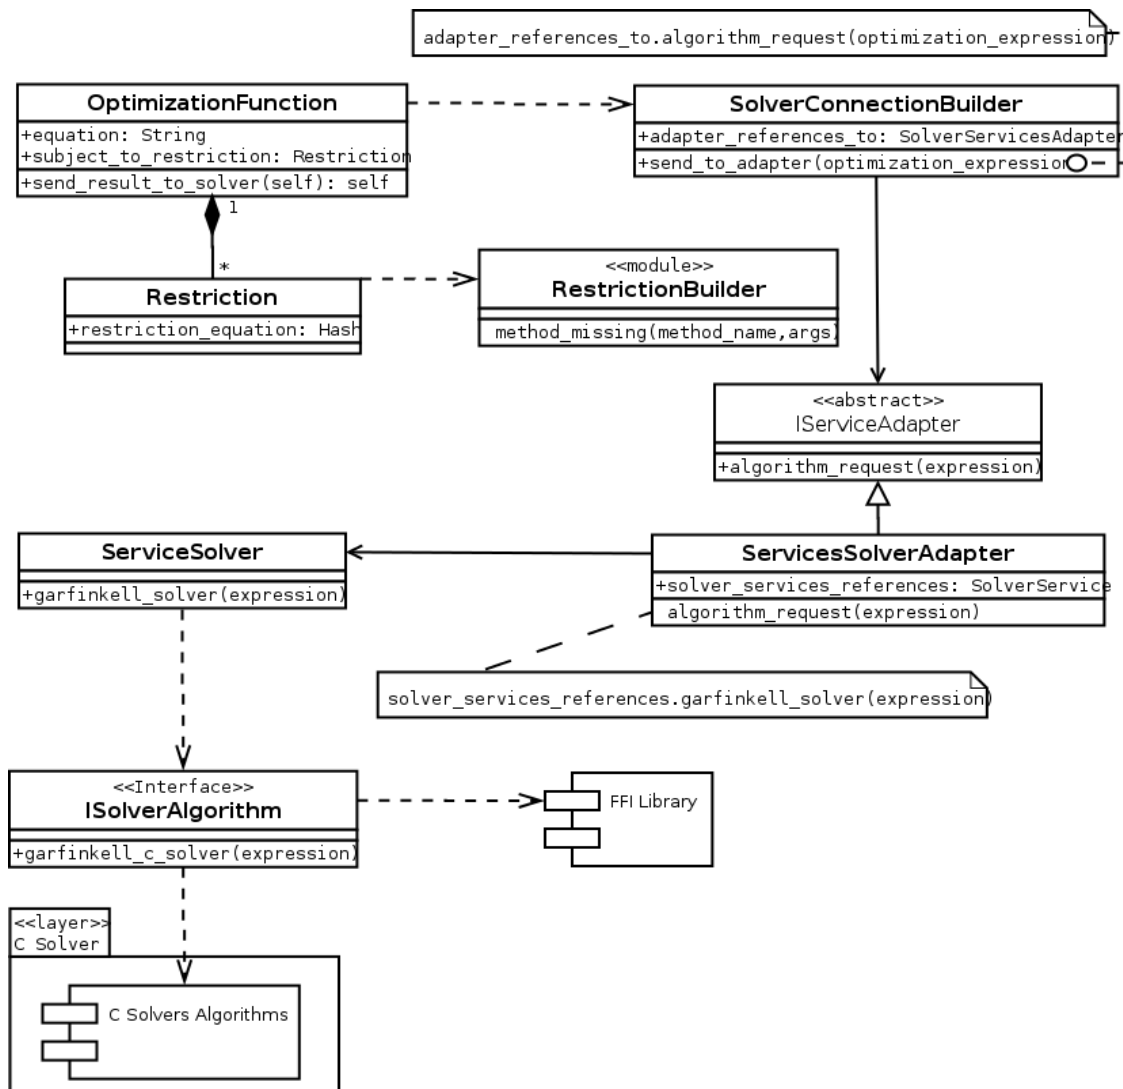 adapter_references_to.algorithm_request(optimization_expression)
OptimizationFunction
+equation: String
+subject_to_restriction: Restriction
+send_result_to_solver(self): self
SolverConnectionBuilder
+adapter_references_to: SolverServicesAdapter
+send_to_adapter(optimization_expression
1
*
Restriction
+restriction_equation: Hash
<<module>>
RestrictionBuilder
method_missing(method_name,args)
<<abstract>>
IServiceAdapter
+algorithm_request(expression)
ServiceSolver
+garfinkell_solver(expression)
ServicesSolverAdapter
+solver_services_references: SolverService
algorithm_request(expression)
solver_services_references.garfinkell_solver(expression)
<<Interface>>
ISolverAlgorithm
+garfinkell_c_solver(expression)
FFI Library
<<layer>>
C Solver
C Solvers Algorithms